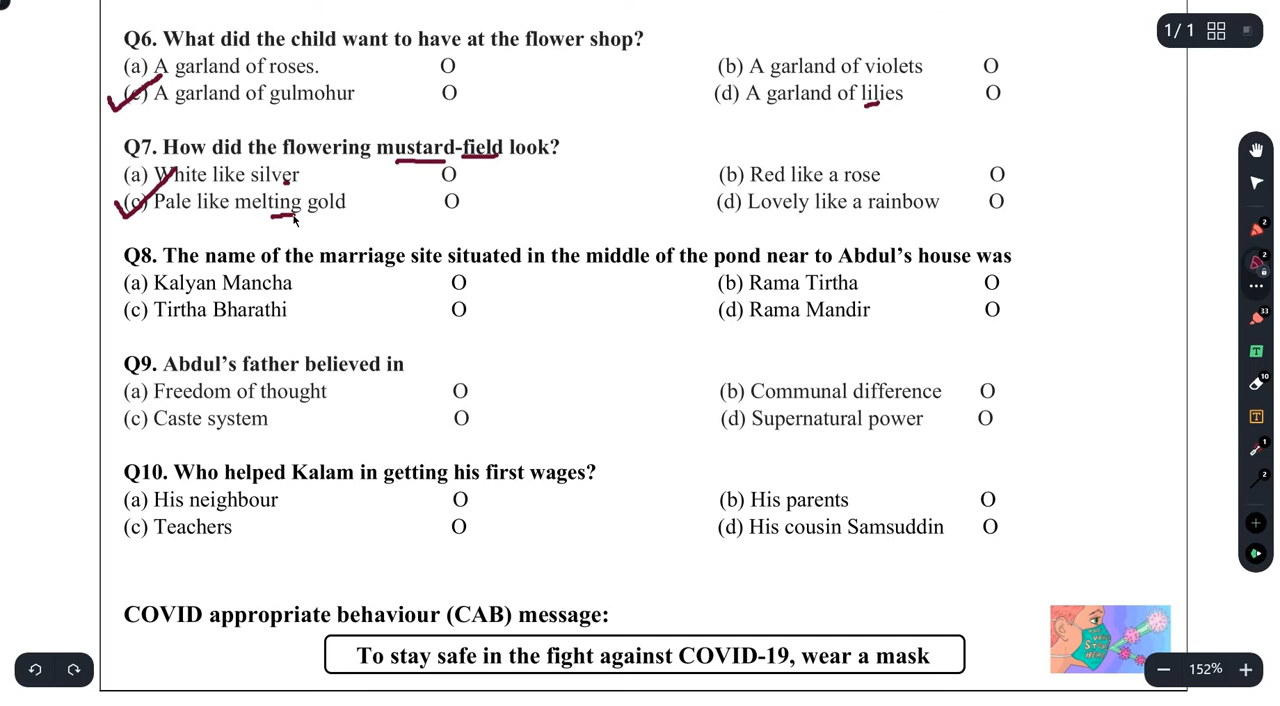 Q6. What did the child want to have at the flower shop?
(a) A garland of roses. O (b) A garland of violets O
(c) A garland of gulmohur O (d) A garland of lilies O
Q7. How did the flowering mustard-field look?
(a) White like silver O (b) Red like a rose O
(c) Pale like melting gold O (d) Lovely like a rainbow O
Q8. The name of the marriage site situated in the middle of the pond near to Abdul's house was
(a) Kalyan Mancha O (b) Rama Tirtha O
(c) Tirtha Bharathi O (d) Rama Mandir O
Q9. Abdul's father believed in
(a) Freedom of thought O (b) Communal difference O
(c) Caste system O (d) Supernatural power O
Q10. Who helped Kalam in getting his first wages?
(a) His neighbour O (b) His parents O
(c) Teachers O (d) His cousin Samsuddin O
COVID appropriate behaviour (CAB) message:
To stay safe in the fight against COVID-19, wear a mask
1/1
2
2
33
T
10
T
1
2
152%